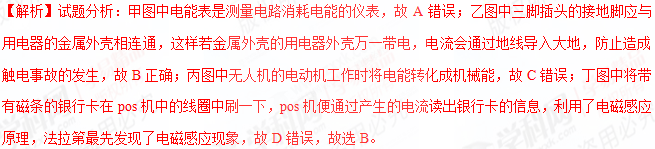 【解析】试题分析：甲图中电能表是测量电路消耗电能的仪表，故 A 错误；乙图中三脚插头的接地脚应与
用电器的金属外壳相连通，这样若金属外壳的用电器外壳万一带电，电流会通过地线导入大地，防止造成
触电事故的发生，故 B 正确；丙图中无人机的电动机工作时将电能转化成机械能，故 C 错误；丁图中将带
有磁条的银行卡在 pos 机中的线圈中刷一下，pos 机便通过产生的电流读出银行卡的信息，利用了电磁感应
原理，法拉第最先发现了电磁感应现象，故 D 错误，故选 B。